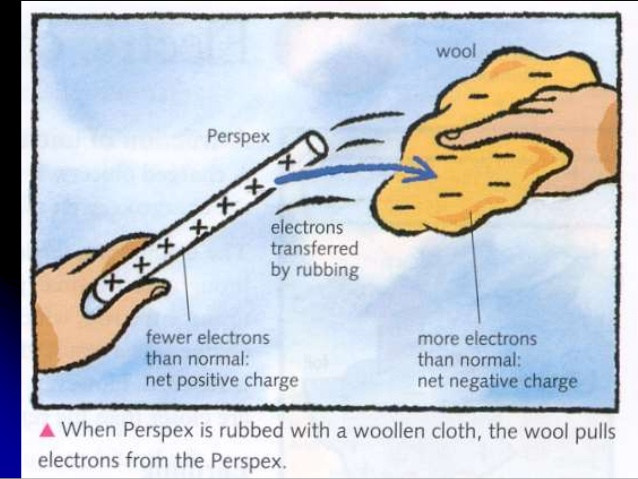 wool
Perspex
electrons
transferred
by rubbing
fewer electrons
than normal:
net positive charge
more electrons
than normal:
net negative charge
▲ When Perspex is rubbed with a woollen cloth, the wool pulls
electrons from the Perspex.